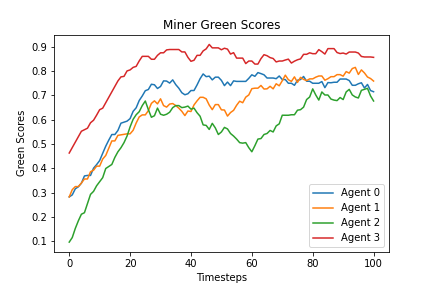 Miner Green Scores
Green Scores
0.9
0.8
0.7
0.6
0.5
0.4
0.3
0.2
0.1
0
20
40
60
80
100
Timesteps
Agent 0
Agent 1
Agent 2
Agent 3